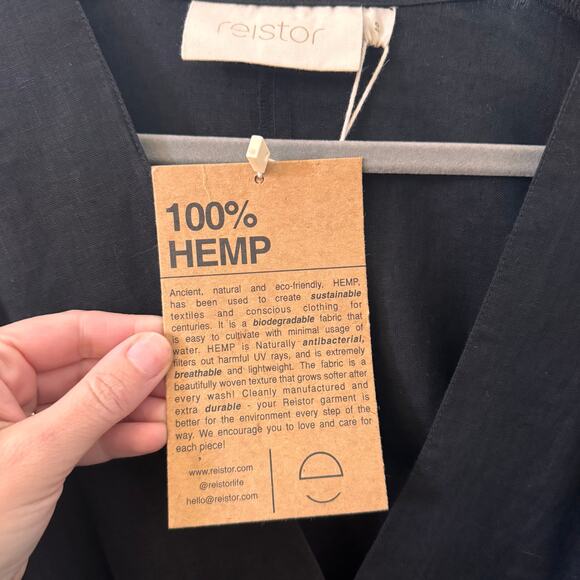 reistor
S
100%
HEMP
Ancient, natural and eco-friendly, HEMP,
has been used to create sustainable
textiles and conscious clothing for
centuries. It is a biodegradable fabric that
is easy to cultivate with minimal usage of
water. HEMP is Naturally antibacterial,
filters out harmful UV rays, and is extremely
breathable and lightweight. The fabric is a
beautifully woven texture that grows softer after
every wash! Cleanly manufactured and
extra durable - your Reistor garment is
better for the environment every step of the
way. We encourage you to love and care for
each piece!
www.reistor.com
@reistorlife
hello@reistor.com